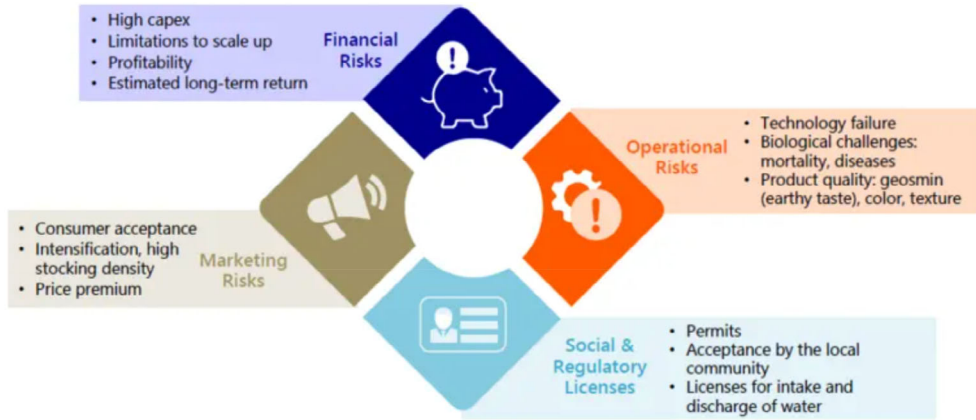 • High capex
• Limitations to scale up
• Profitability
• Estimated long-term return
Financial
Risks
Operational
Risks
• Technology failure
• Biological challenges:
mortality, diseases
• Product quality: geosmin
(earthy taste), color, texture
• Consumer acceptance
• Intensification, high
stocking density
• Price premium
Marketing
Risks
Social &
Regulatory
Licenses
• Permits
• Acceptance by the local
community
• Licenses for intake and
discharge of water